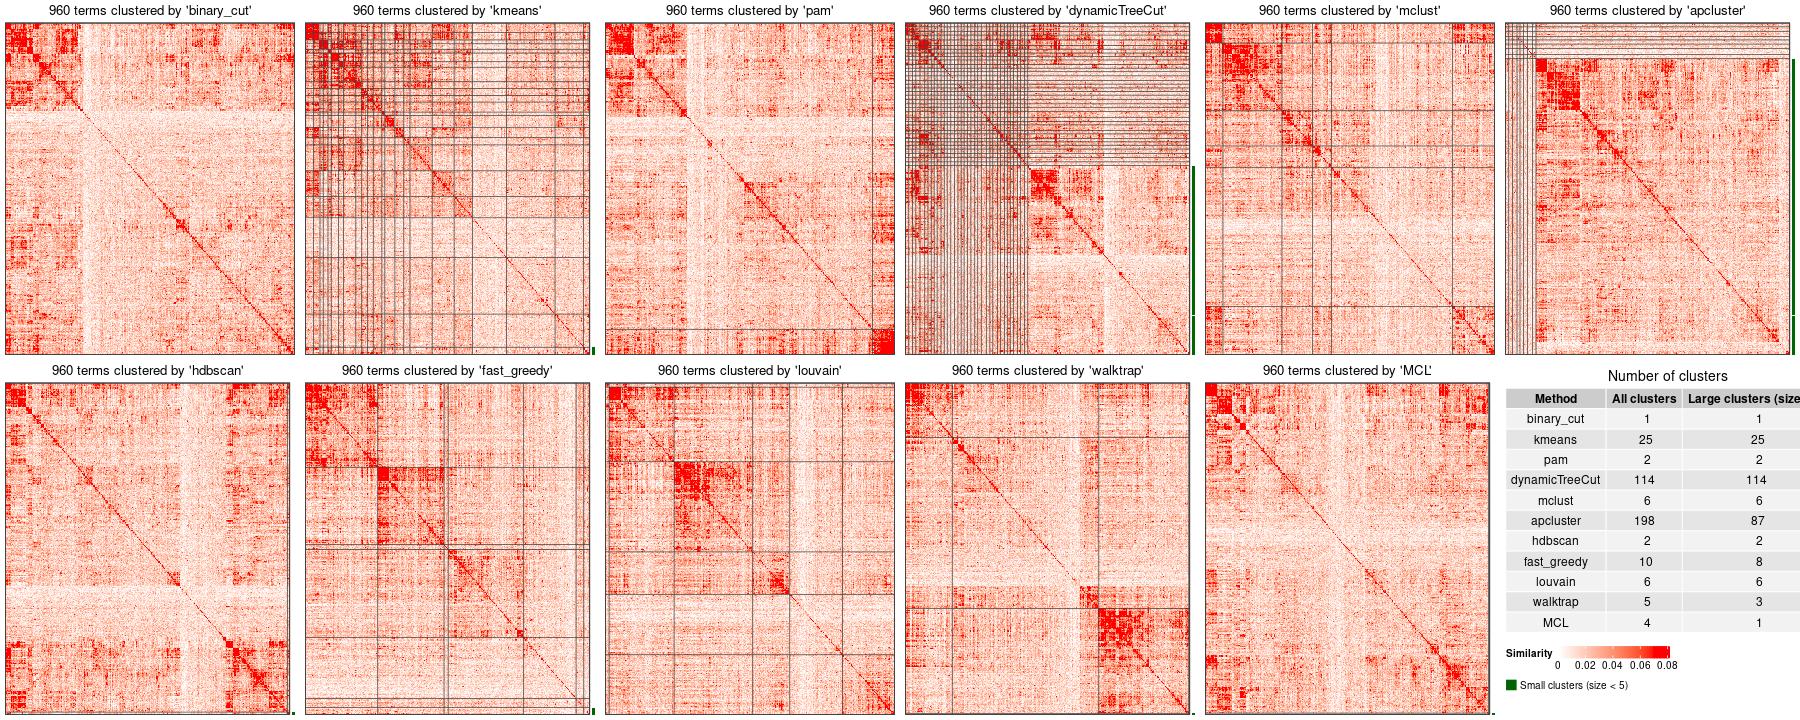 960 terms clustered by 'binary_cut'
960 terms clustered by 'kmeans'
960 terms clustered by 'pam'
960 terms clustered by 'dynamicTreeCut'
960 terms clustered by 'mclust'
960 terms clustered by 'apcluster'
960 terms clustered by 'hdbscan'
960 terms clustered by 'fast_greedy'
960 terms clustered by 'louvain'
960 terms clustered by 'walktrap'
960 terms clustered by 'MCL'
Number of clusters
Method All clusters Large clusters (size
binary_cut 1 1
kmeans 25 25
pam 2 2
dynamicTreeCut 114 114
mclust 6 6
apcluster 198 87
hdbscan 2 2
fast_greedy 10 8
louvain 6 6
walktrap 5 3
MCL 4 1
Similarity
0 0.02 0.04 0.06 0.08
Small clusters (size < 5)